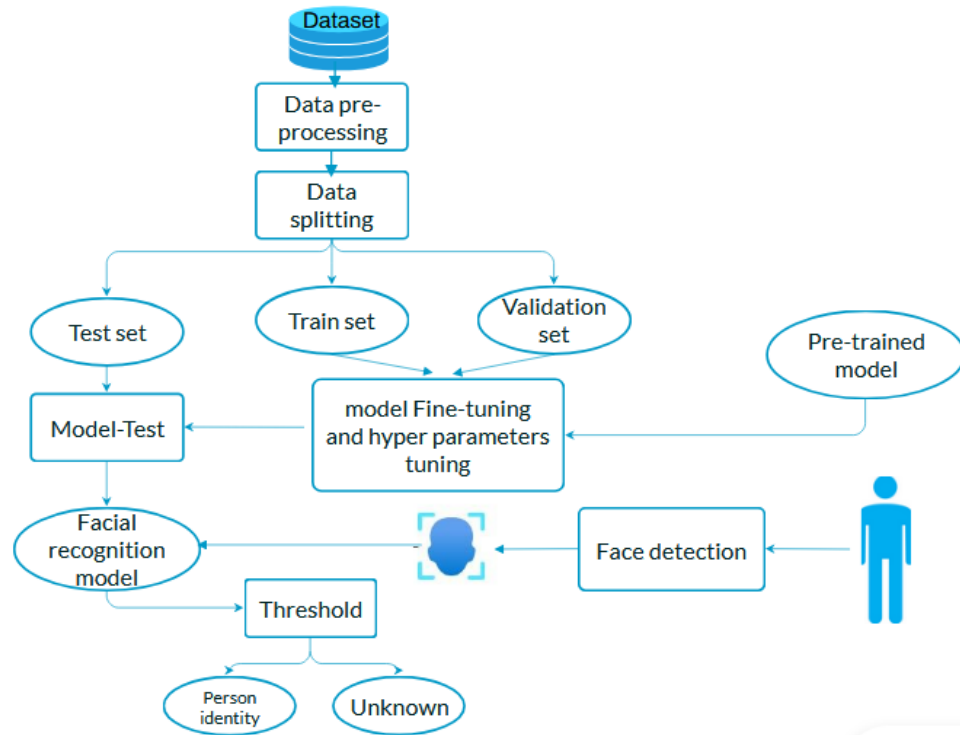 Dataset
Data pre-
processing
Data
splitting
Test set
Train set
Validation
set
Pre-trained
model
Model-Test
model Fine-tuning
and hyper parameters
tuning
Facial
recognition
model
Face detection
Threshold
Person
identity
Unknown